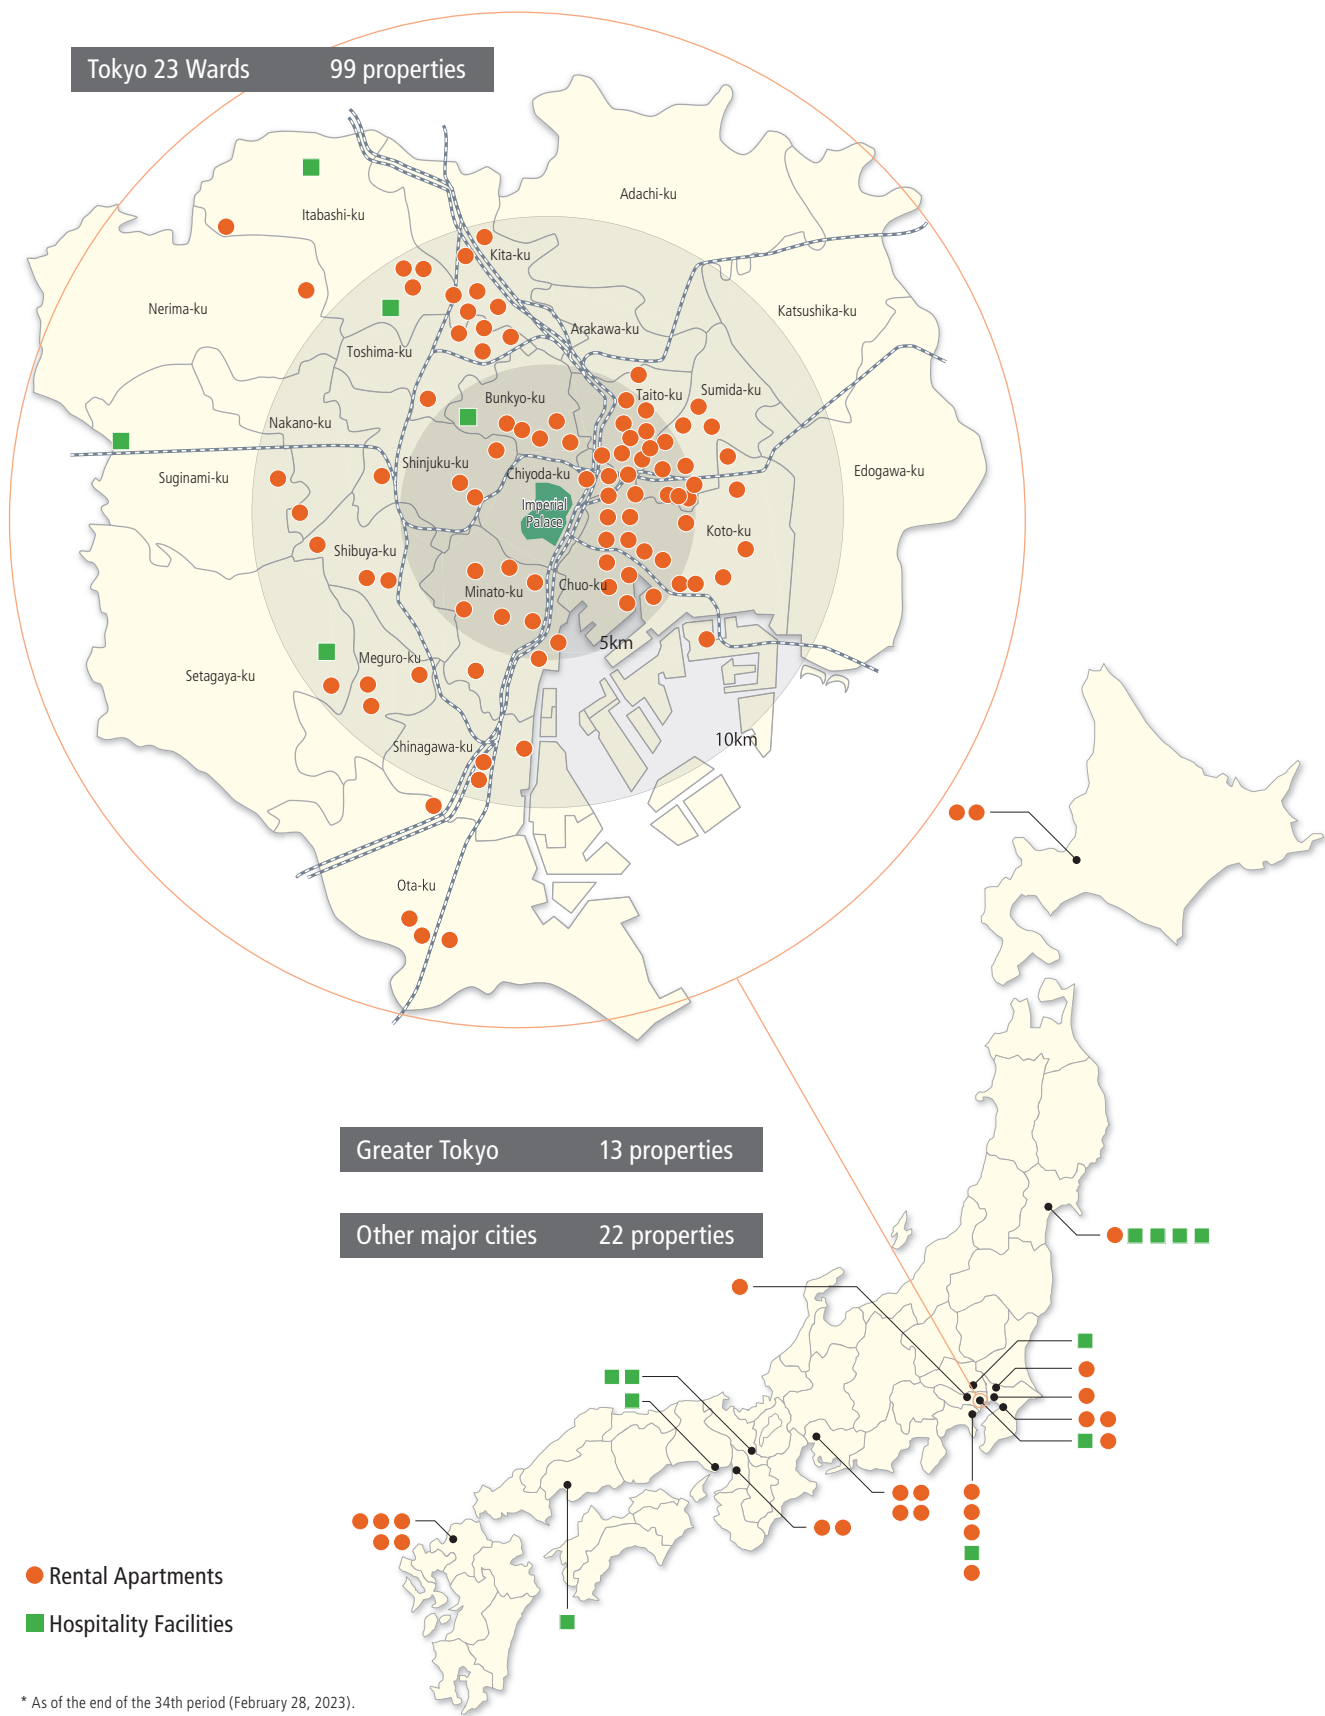 Tokyo 23 Wards 99 properties
Adachi-ku
Itabashi-ku
Kita-ku
Nerima-ku
Katsushika-ku
Arakawa-ku
Toshima-ku
Bunkyo-ku
Taito-ku
Sumida-ku
Nakano-ku
Shinjuku-ku
Chiyoda-ku
Edogawa-ku
Suginami-ku
Imperial
Palace
Koto-ku
Shibuya-ku
Minato-ku
Chuo-ku
5km
Meguro-ku
Setagaya-ku
10km
Shinagawa-ku
Ota-ku
Greater Tokyo 13 properties
Other major cities 22 properties
Rental Apartments
Hospitality Facilities
* As of the end of the 34th period (February 28, 2023).